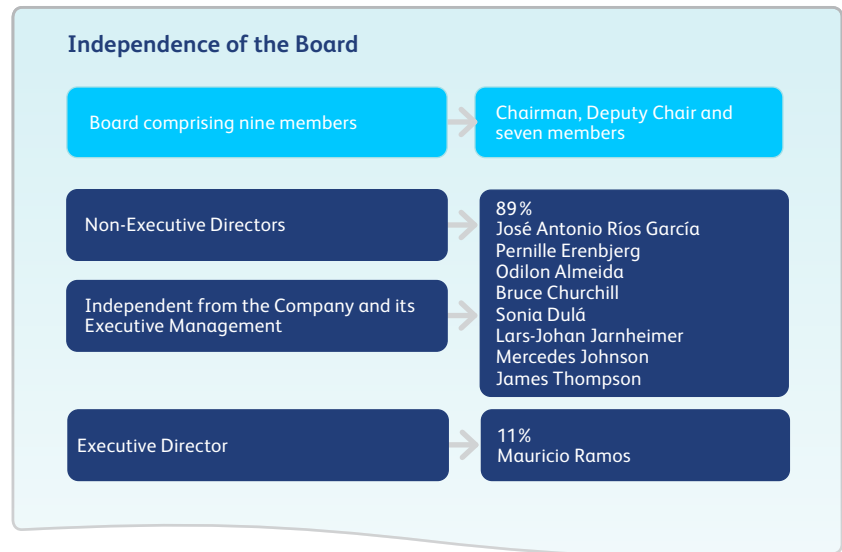 Independence of the Board
Board comprising nine members
Chairman, Deputy Chair and
seven members
Non-Executive Directors
Independent from the Company and its
Executive Management
89%
José Antonio Ríos García
Pernille Erenbjerg
Odilon Almeida
Bruce Churchill
Sonia Dulá
Lars-Johan Jarnheimer
Mercedes Johnson
James Thompson
Executive Director
11%
Mauricio Ramos